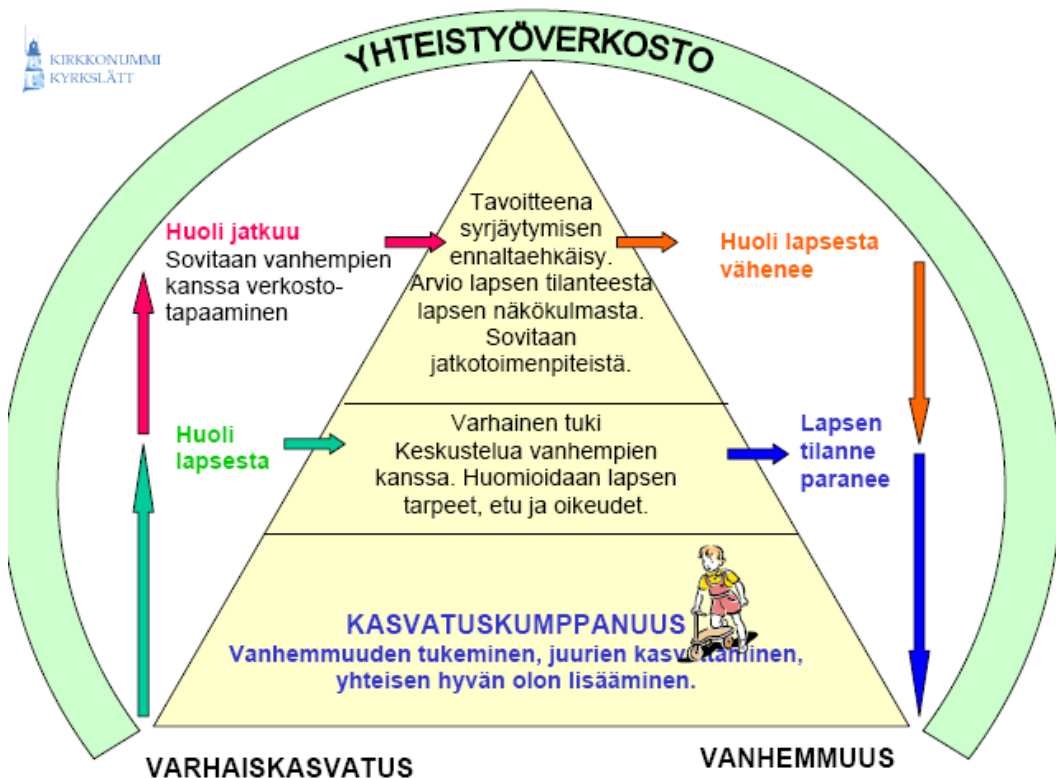 KIRKKONUMMI
KYRKSLÄTT
YHTEISTYÖVERKOSTO
Huoli jatkuu
Sovitaan vanhempien
kanssa verkosto-
tapaaminen
Tavoitteena
syrjäytymisen
ennaltaehkäisy.
Arvio lapsen tilanteesta
lapsen näkökulmasta.
Sovitaan
jatkotoimenpiteistä.
Huoli lapsesta
vähenee
Huoli
lapsesta
Varhainen tuki
Keskustelua vanhempien
kanssa. Huomioidaan lapsen
tarpeet, etu ja oikeudet.
Lapsen
tilanne
paranee
KASVATUSKUMPPANUUS
Vanhemmuuden tukeminen, juurien kasvattaminen,
yhteisen hyvän olon lisääminen.
VARHAISKASVATUS
VANHEMMUUS